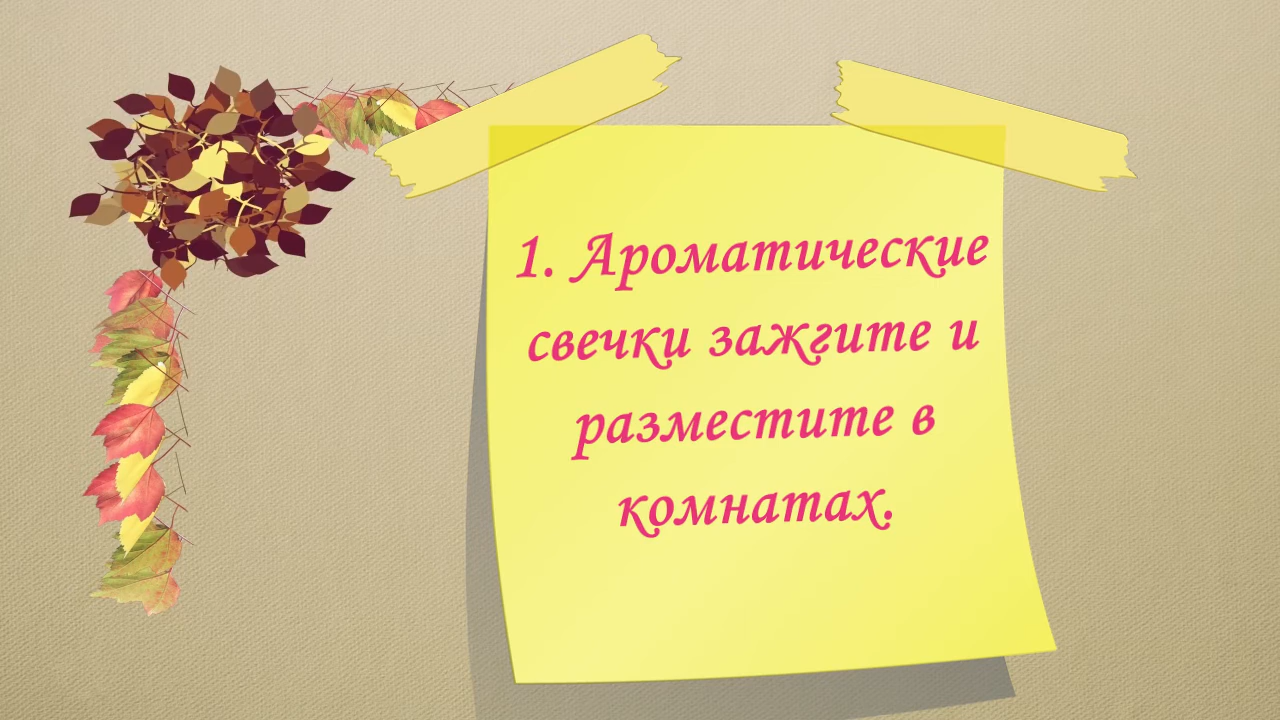 1. Ароматические
свечки зажгите и
разместите в
комнатах.